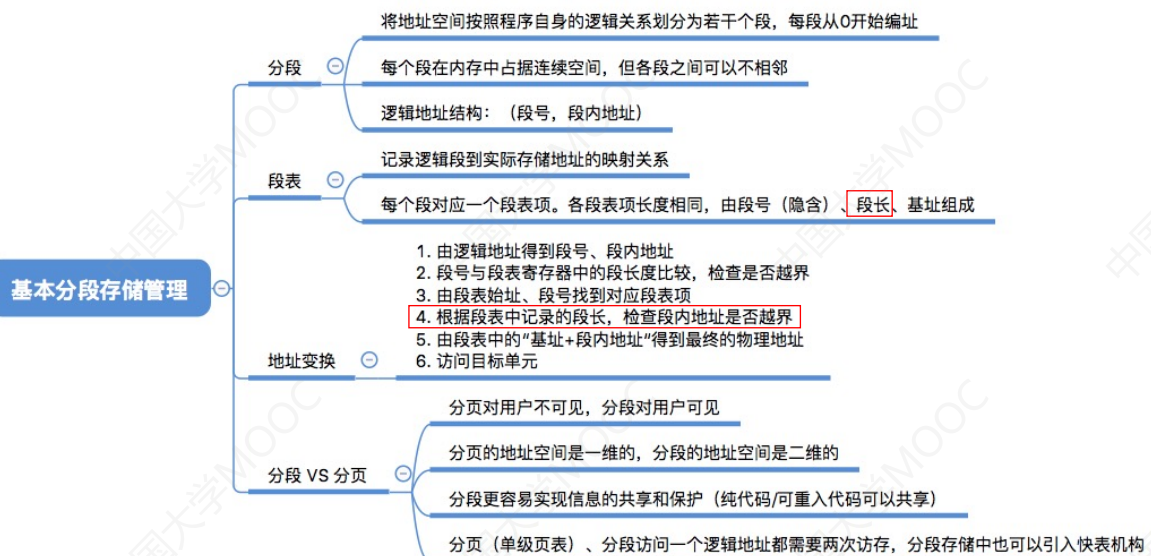 将地址空间按照程序自身的逻辑关系划分为若干个段，每段从0开始编址
分段
每个段在内存中占据连续空间，但各段之间可以不相邻
逻辑地址结构：（段号，段内地址）
记录逻辑段到实际存储地址的映射关系
段表
每个段对应一个段表项。各段表项长度相同，由段号（隐含）、段长、基址组成
基本分段存储管理
1. 由逻辑地址得到段号、段内地址
2. 段号与段表寄存器中的段长度比较，检查是否越界
3. 由段表始址、段号找到对应段表项
4. 根据段表中记录的段长，检查段内地址是否越界
5. 由段表中的“基址+段内地址”得到最终的物理地址
6. 访问目标单元
地址变换
分页对用户不可见，分段对用户可见
分页的地址空间是一维的，分段的地址空间是二维的
分段 VS 分页
分段更容易实现信息的共享和保护（纯代码/可重入代码可以共享）
分页（单级页表）、分段访问一个逻辑地址都需要两次访存，分段存储中也可以引入快表机构
中国大学MOOC
中国大学MOOC